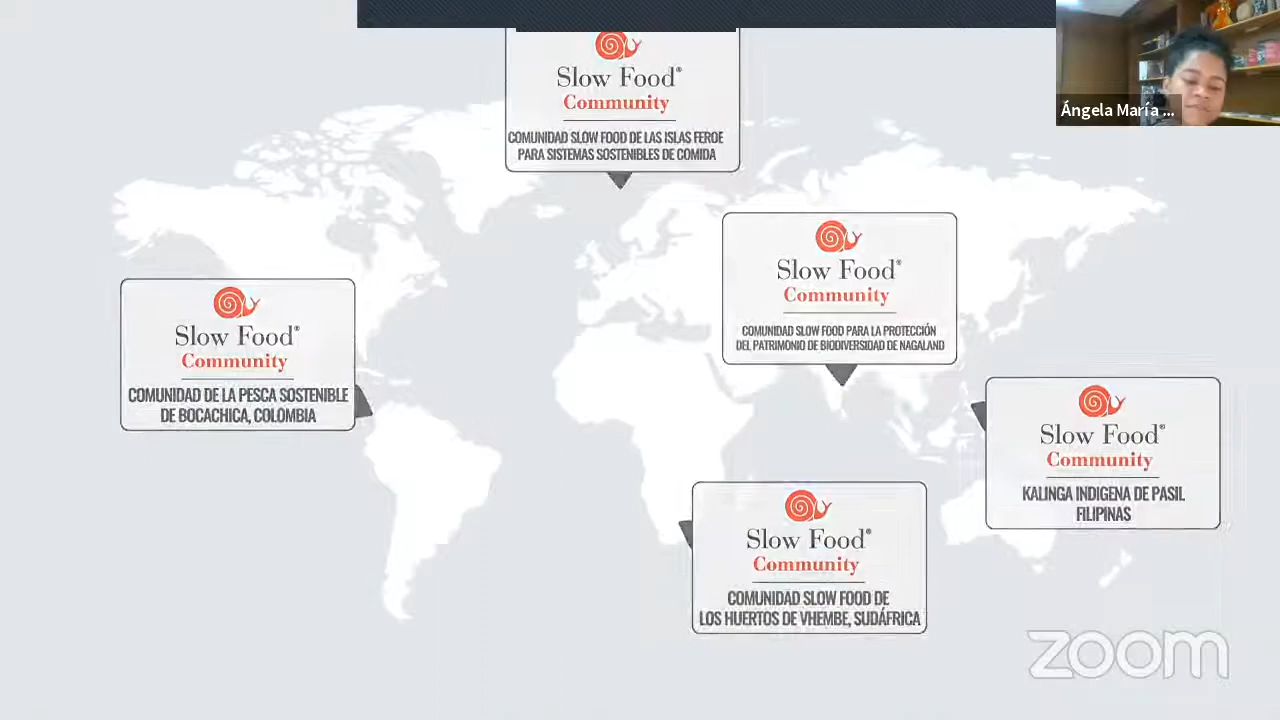 Ángela María ...
Slow Food®
Community
COMUNIDAD SLOW FOOD DE LAS ISLAS FEROE
PARA SISTEMAS SOSTENIBLES DE COMIDA
Slow Food®
Community
COMUNIDAD SLOW FOOD PARA LA PROTECCIÓN
DEL PATRIMONIO DE BIODIVERSIDAD DE NAGALAND
Slow Food®
Community
COMUNIDAD DE LA PESCA SOSTENIBLE
DE BOCACHICA, COLOMBIA
Slow Food®
Community
KALINGA INDIGENA DE PASIL
FILIPINAS
Slow Food®
Community
COMUNIDAD SLOW FOOD DE
LOS HUERTOS DE VHEMBE, SUDÁFRICA
zoom